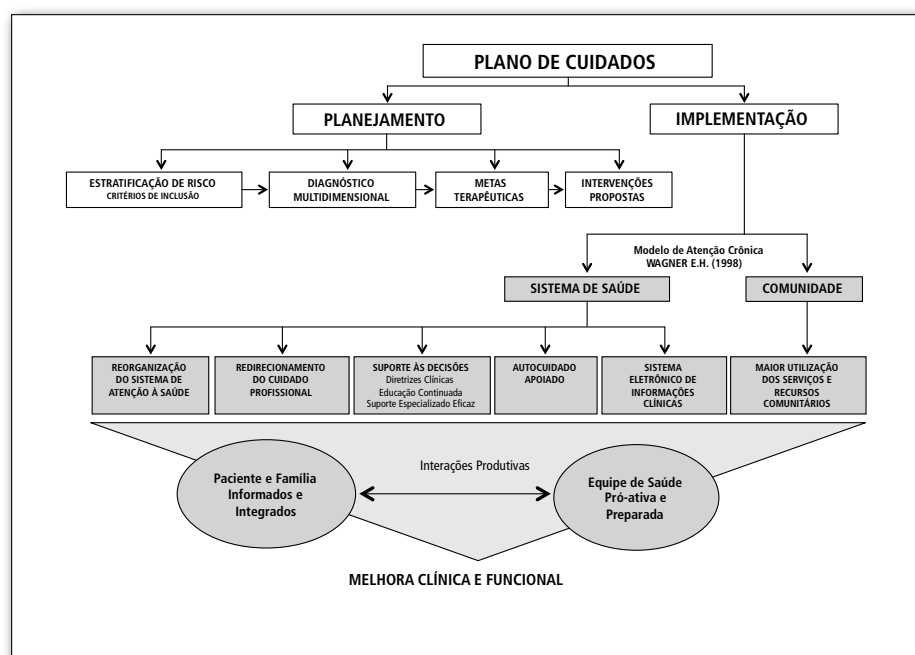 PLANO DE CUIDADOS
PLANEJAMENTO
IMPLEMENTAÇÃO
ESTRATIFICAÇÃO DE RISCO
CRITÉRIOS DE INCLUSÃO
DIAGNÓSTICO
MULTIDIMENSIONAL
METAS
TERAPÊUTICAS
INTERVENÇÕES
PROPOSTAS
Modelo de Atenção Crônica
WAGNER E.H. (1998)
SISTEMA DE SAÚDE
COMUNIDADE
REORGANIZAÇÃO
DO SISTEMA DE
ATENÇÃO À SAÚDE
REDIRECIONAMENTO
DO CUIDADO
PROFISSIONAL
SUPORTE ÀS DECISÕES
Diretrizes Clínicas
Educação Continuada
Suporte Especializado Eficaz
AUTOCUIDADO
APOIADO
SISTEMA
ELETRÔNICO DE
INFORMAÇÕES
CLÍNICAS
MAIOR UTILIZAÇÃO
DOS SERVIÇOS E
RECURSOS
COMUNITÁRIOS
Paciente e Família
Informados e
Integrados
Interações Produtivas
Equipe de Saúde
Pró-ativa e
Preparada
MELHORA CLÍNICA E FUNCIONAL